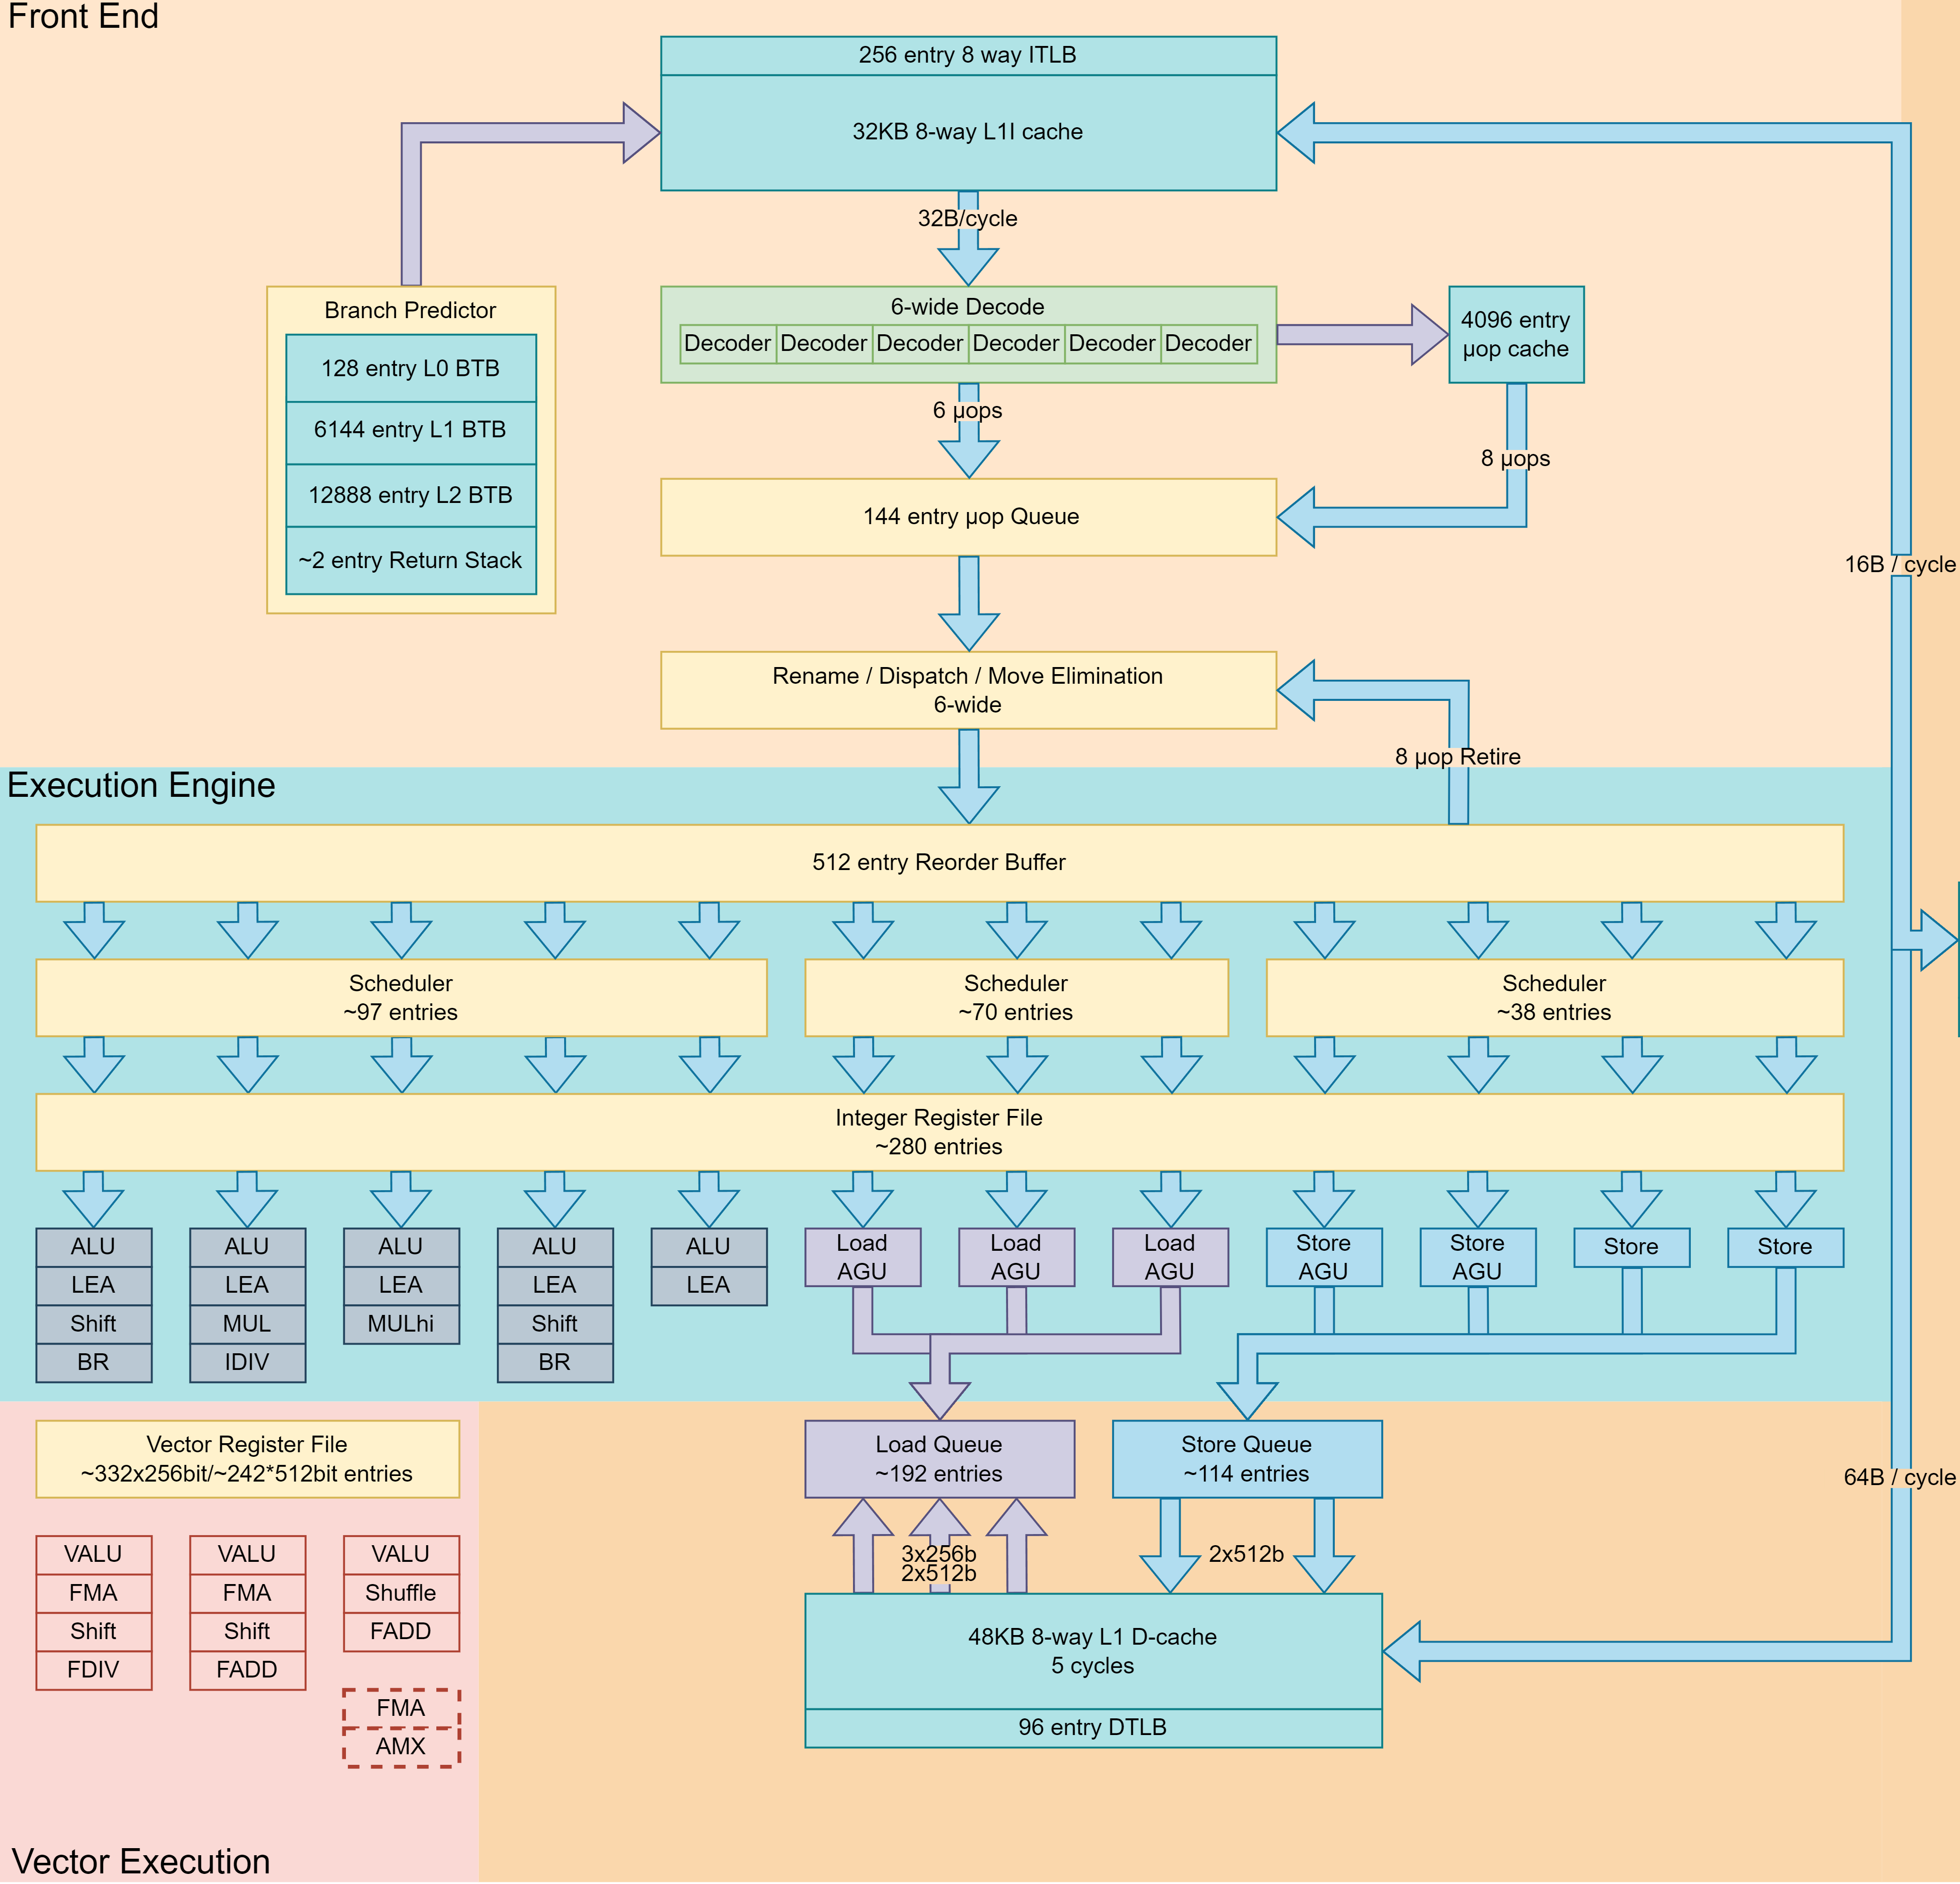 Front End
256 entry 8 way ITLB
32KB 8-way L1I cache
32B/cycle
Branch Predictor
128 entry L0 BTB
6144 entry L1 BTB
12888 entry L2 BTB
~2 entry Return Stack
6-wide Decode
Decoder
Decoder
Decoder
Decoder
Decoder
Decoder
4096 entry
µop cache
6 µops
8 µops
144 entry µop Queue
16B / cycle
Rename / Dispatch / Move Elimination
6-wide
8 µop Retire
Execution Engine
512 entry Reorder Buffer
Scheduler
~97 entries
Scheduler
~70 entries
Scheduler
~38 entries
Integer Register File
~280 entries
ALU
LEA
Shift
BR
ALU
LEA
MUL
IDIV
ALU
LEA
MULhi
ALU
LEA
Shift
BR
ALU
LEA
Load
AGU
Load
AGU
Load
AGU
Store
AGU
Store
AGU
Store
Store
Vector Register File
~332x256bit/~242*512bit entries
Load Queue
~192 entries
Store Queue
~114 entries
64B / cycle
VALU
FMA
Shift
FDIV
VALU
FMA
Shift
FADD
VALU
Shuffle
FADD
FMA
AMX
3x256b
2x512b
2x512b
48KB 8-way L1 D-cache
5 cycles
96 entry DTLB
Vector Execution